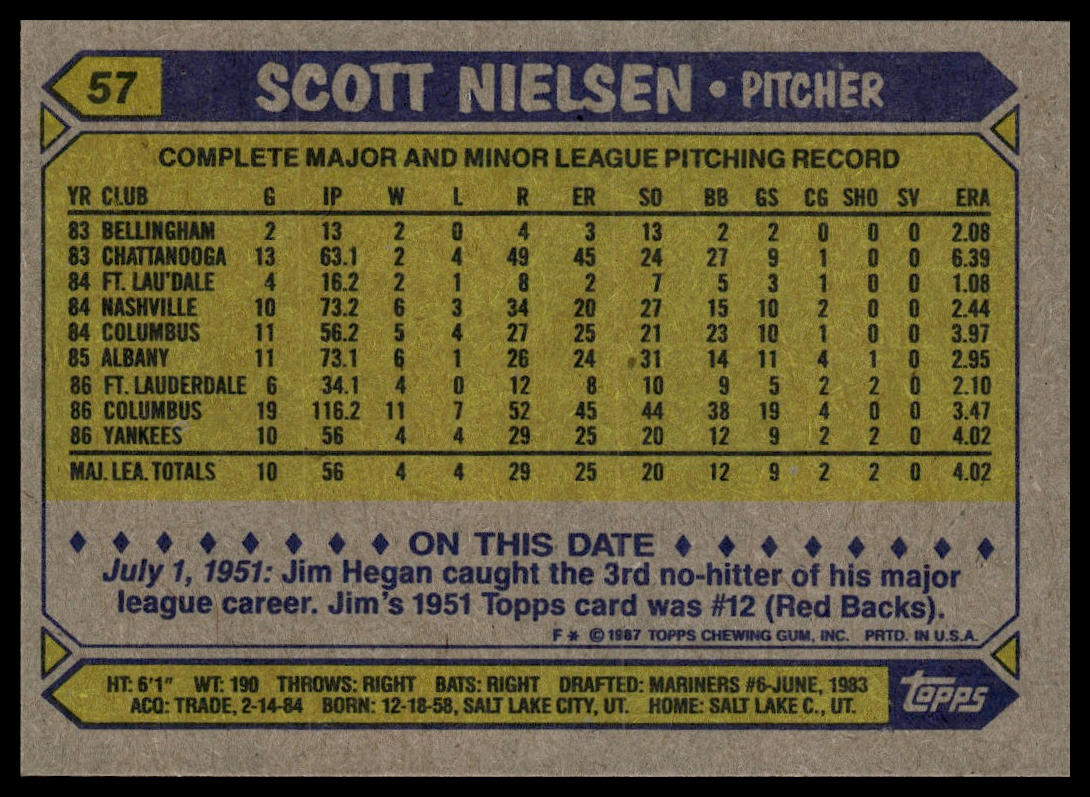 57 SCOTT NIELSEN • PITCHER
COMPLETE MAJOR AND MINOR LEAGUE PITCHING RECORD
YR CLUB G IP W L R ER SO BB GS CG SHO SV ERA
83 BELLINGHAM 2 13 2 0 4 3 13 2 2 0 0 0 2.08
83 CHATTANOOGA 13 63.1 2 4 49 45 24 27 9 1 0 0 6.39
84 FT. LAU'DALE 4 16.2 2 1 8 2 7 5 3 1 0 0 1.08
84 NASHVILLE 10 73.2 6 3 34 20 27 15 10 2 0 0 2.44
84 COLUMBUS 11 56.2 5 4 27 25 21 23 10 1 0 0 3.97
85 ALBANY 11 73.1 6 1 26 24 31 14 11 4 1 0 2.95
86 FT. LAUDERDALE 6 34.1 4 0 12 8 10 9 5 2 2 0 2.10
86 COLUMBUS 19 116.2 11 7 52 45 44 38 19 4 0 0 3.47
86 YANKEES 10 56 4 4 29 25 20 12 9 2 2 0 4.02
MAJ. LEA. TOTALS 10 56 4 4 29 25 20 12 9 2 2 0 4.02
ON THIS DATE
July 1, 1951: Jim Hegan caught the 3rd no-hitter of his major
league career. Jim's 1951 Topps card was #12 (Red Backs).
F * © 1987 TOPPS CHEWING GUM, INC. PRTD. IN U.S.A.
HT: 6'1" WT: 190 THROWS: RIGHT BATS: RIGHT DRAFTED: MARINERS #6-JUNE, 1983
ACQ: TRADE, 2-14-84 BORN: 12-18-58, SALT LAKE CITY, UT. HOME: SALT LAKE C., UT.
topps